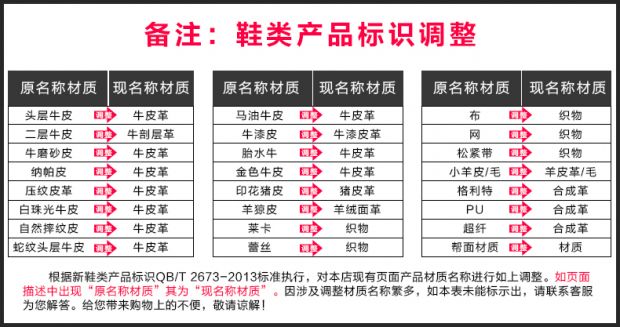 备注：鞋类产品标识调整
原名称材质 现名称材质 原名称材质 现名称材质 原名称材质 现名称材质
头层牛皮 调整 牛皮革 马油牛皮 调整 牛皮革 布 调整 织物
二层牛皮 调整 牛剖层革 牛漆皮 调整 牛漆皮革 网 调整 织物
牛磨砂皮 调整 牛皮革 胎水牛 调整 牛皮革 松紧带 调整 织物
纳帕皮 调整 牛皮革 金色牛皮 调整 牛皮革 小羊皮/毛 调整 羊皮革/毛
压纹皮革 调整 牛皮革 印花猪皮 调整 猪皮革 格利特 调整 合成革
白珠光牛皮 调整 牛皮革 羊猄皮 调整 羊绒面革 PU 调整 合成革
自然摔纹皮 调整 牛皮革 莱卡 调整 织物 超纤 调整 合成革
蛇纹头层牛皮 调整 牛皮革 蕾丝 调整 织物 帮面材质 调整 材质
根据新鞋类产品标识QB/T 2673-2013标准执行，对本店现有页面产品材质名称进行如上调整。如页面
描述中出现“原名称材质”其为“现名称材质”。因涉及调整材质名称繁多，如本表未能标示出，请联系客服
为您解答。给您带来购物上的不便，敬请谅解！